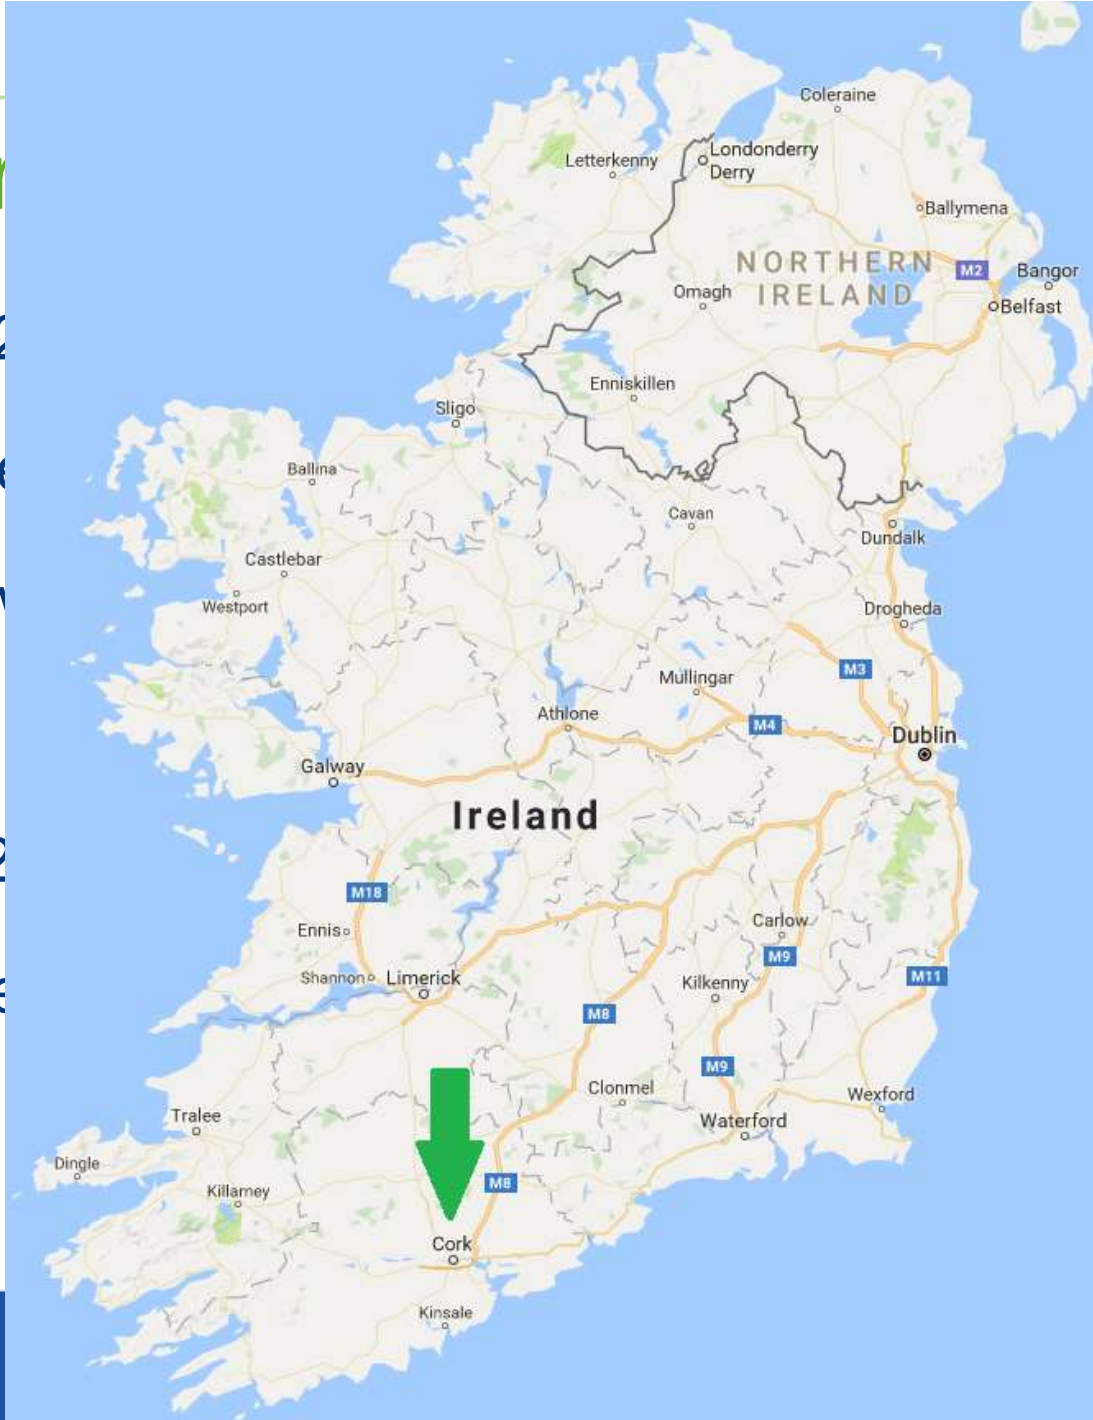 Coleraine
Londonderry
Derry
Letterkenny
Ballymena
NORTHERN
IRELAND
M2
Bangor
Omagh
Belfast
Enniskillen
Sligo
Ballina
Cavan
Dundalk
Castlebar
Westport
Drogheda
M3
Mullingar
Athlone
M4
Dublin
Galway
Ireland
M18
Carlow
Ennis
M9
Shannon
Limerick
M11
Kilkenny
M8
M9
Clonmel
Wexford
Tralee
Waterford
Dingle
M8
Killarney
Cork
Kinsale